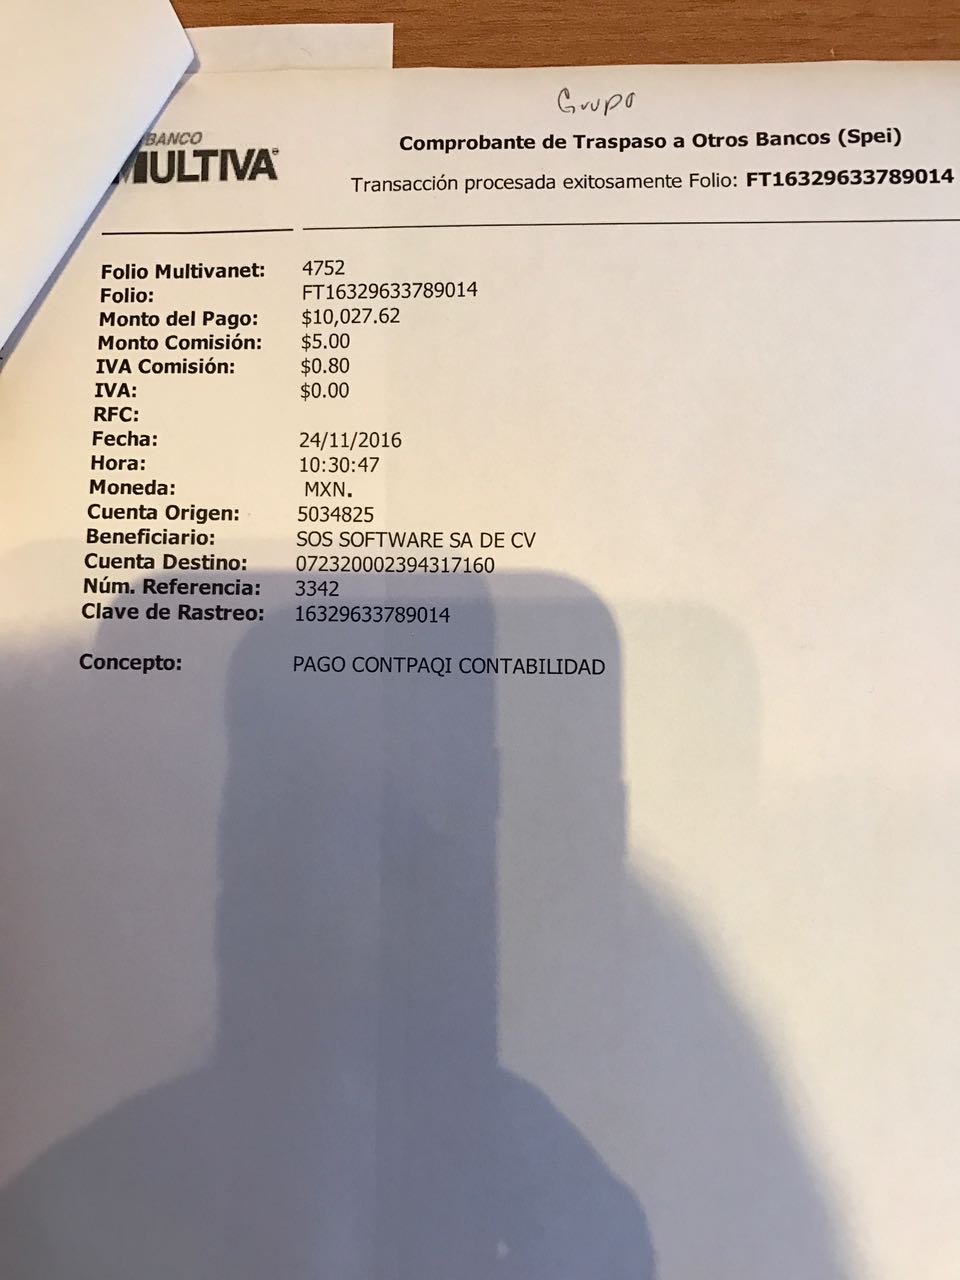 Grupo
BANCO
MULTIVA
Comprobante de Traspaso a Otros Bancos (Spei)
Transacción procesada exitosamente Folio: FT16329633789014
Folio Multivanet: 4752
Folio: FT16329633789014
Monto del Pago: $10,027.62
Monto Comisión: $5.00
IVA Comisión: $0.80
IVA: $0.00
RFC:
Fecha: 24/11/2016
Hora: 10:30:47
Moneda: MXN.
Cuenta Origen: 5034825
Beneficiario: SOS SOFTWARE SA DE CV
Cuenta Destino: 072320002394317160
Núm. Referencia: 3342
Clave de Rastreo: 16329633789014
Concepto: PAGO CONTPAQI CONTABILIDAD